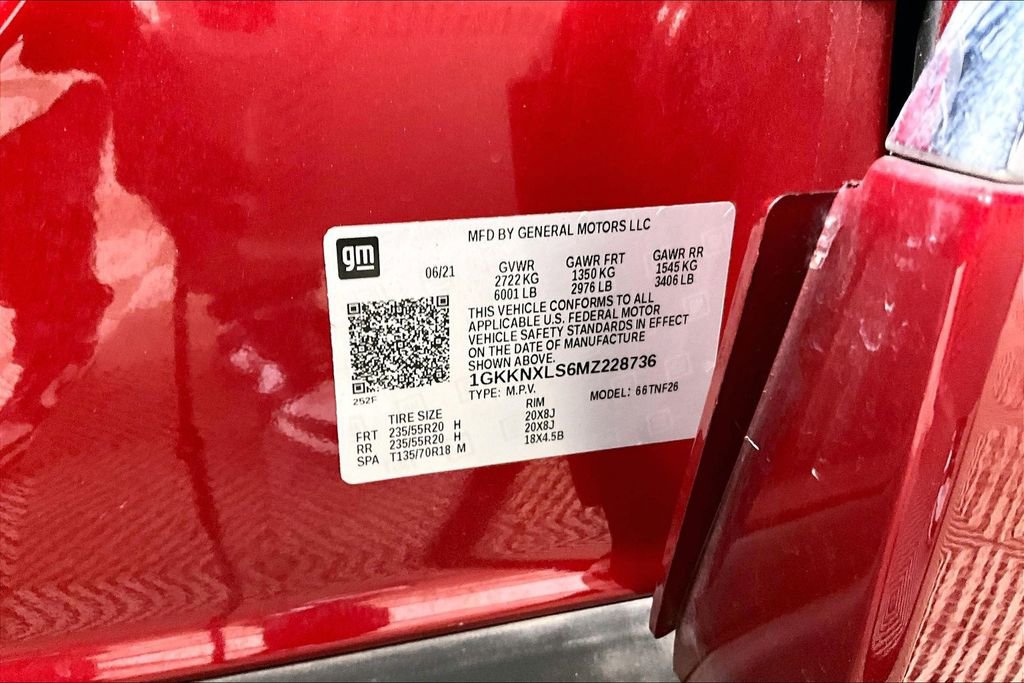 gm
MFD BY GENERAL MOTORS LLC
06/21
GVWR GAWR FRT GAWR RR
2722 KG 1350 KG 1545 KG
6001 LB 2976 LB 3406 LB
THIS VEHICLE CONFORMS TO ALL
APPLICABLE U.S. FEDERAL MOTOR
VEHICLE SAFETY STANDARDS IN EFFECT
ON THE DATE OF MANUFACTURE
SHOWN ABOVE.
1GKKNXLS6MZ228736
252F
TYPE: M.P.V. MODEL: 66TNF26
TIRE SIZE RIM
FRT 235/55R20 H 20X8J
RR 235/55R20 H 20X8J
SPA T135/70R18 M 18X4.5B